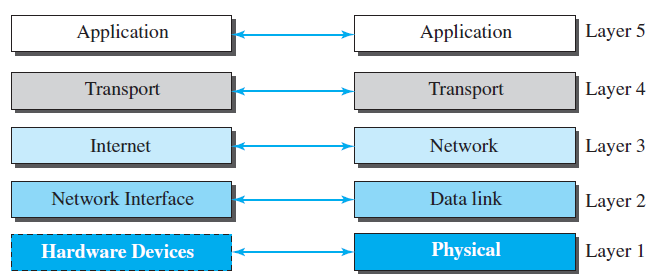 Application Application Layer 5
Transport Transport Layer 4
Internet Network Layer 3
Network Interface Data link Layer 2
Hardware Devices Physical Layer 1